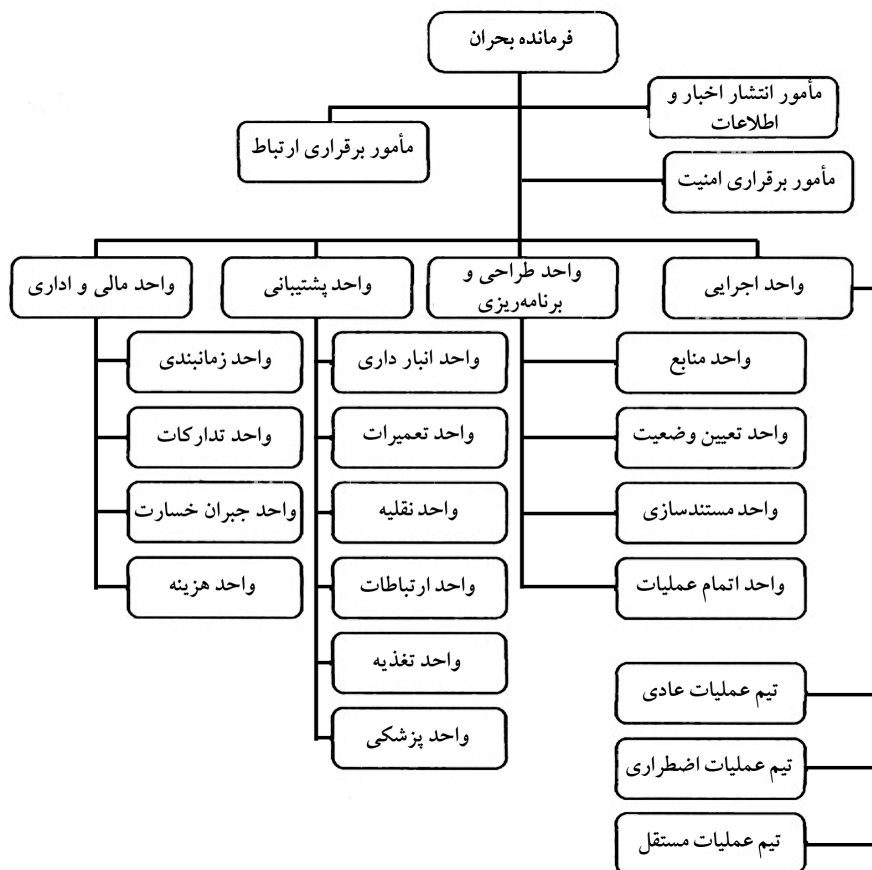 فرمانده بحران
مأمور انتشار اخبار و
اطلاعات
مأمور برقراری ارتباط
مأمور برقراری امنیت
واحد اجرایی
واحد طراحی و
برنامه‌ریزی
واحد پشتیبانی
واحد مالی و اداری
واحد منابع
واحد انبار داری
واحد زمانبندی
واحد تعیین وضعیت
واحد تعمیرات
واحد تدارکات
واحد مستندسازی
واحد نقلیه
واحد جبران خسارت
واحد اتمام عملیات
واحد ارتباطات
واحد هزینه
واحد تغذیه
تیم عملیات عادی
واحد پزشکی
تیم عملیات اضطراری
تیم عملیات مستقل